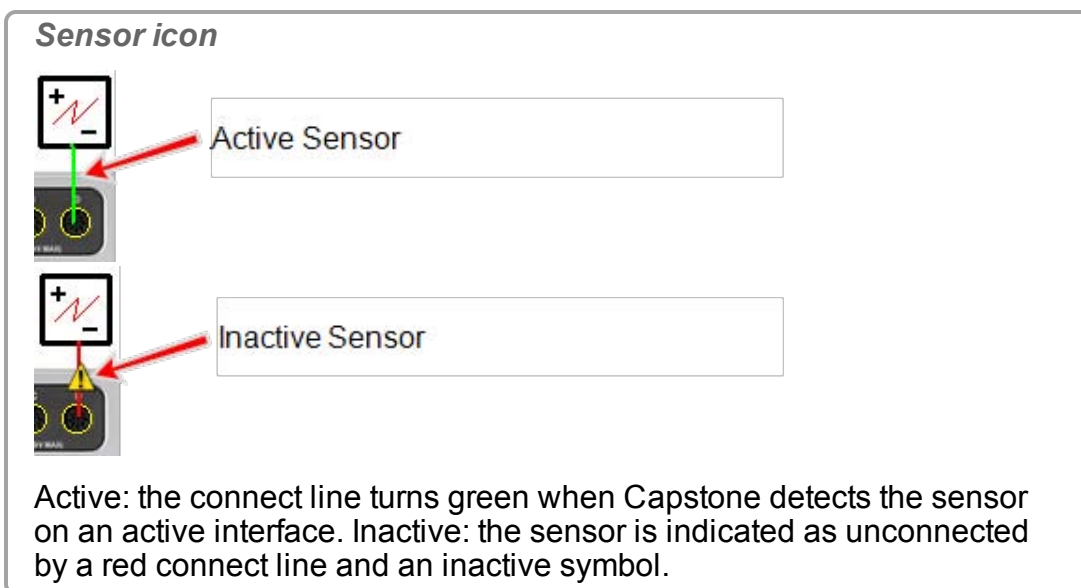 Sensor icon
Active Sensor
Inactive Sensor
Active: the connect line turns green when Capstone detects the sensor
on an active interface. Inactive: the sensor is indicated as unconnected
by a red connect line and an inactive symbol.